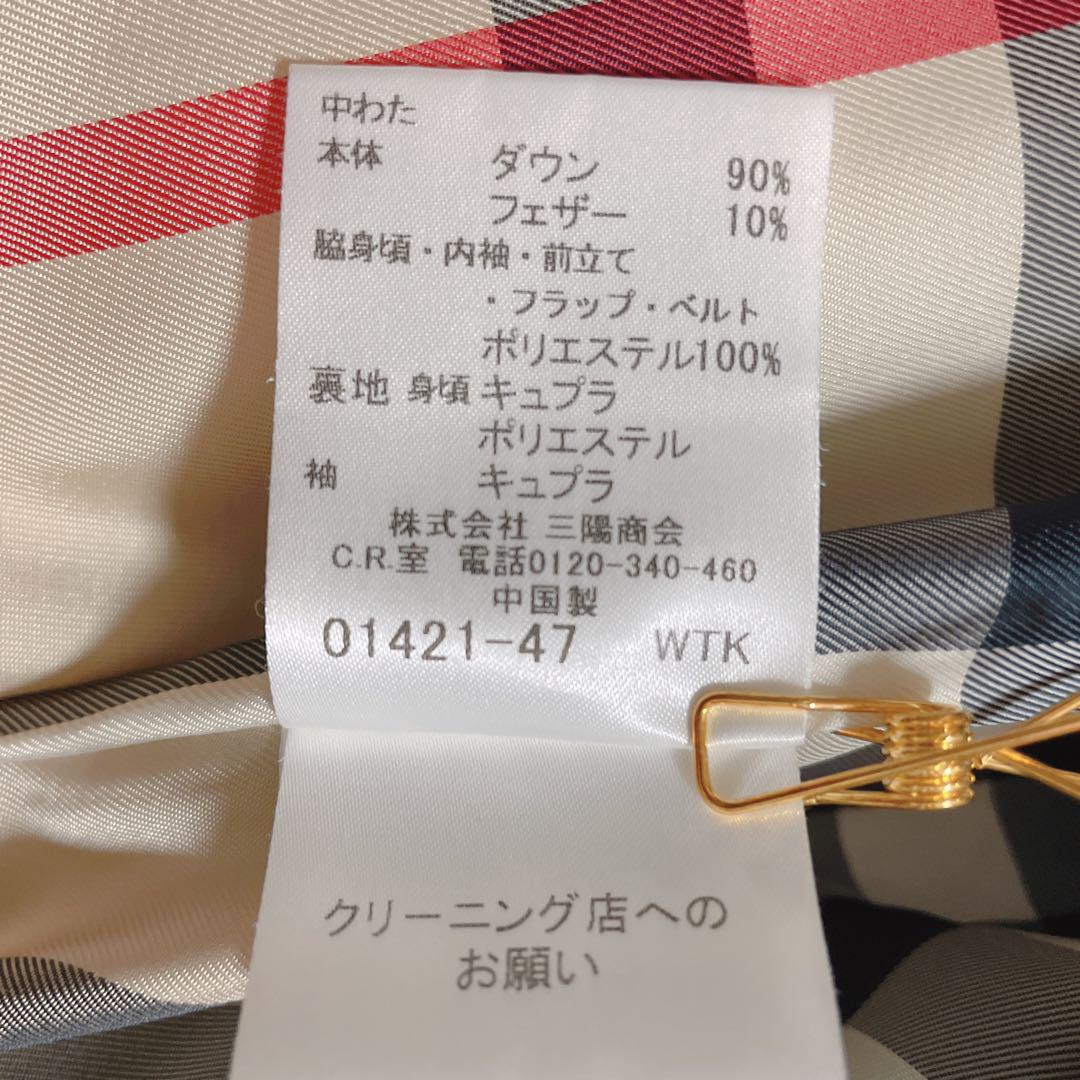 中わた
本体 ダウン 90%
フェザー 10%
脇身頃・内袖・前立て
・フラップ・ベルト
ポリエステル100%
裏地 身頃 キュプラ
ポリエステル
袖 キュプラ
株式会社 三陽商会
C.R.室 電話0120-340-460
中国製
01421-47 WTK
クリーニング店への
お願い